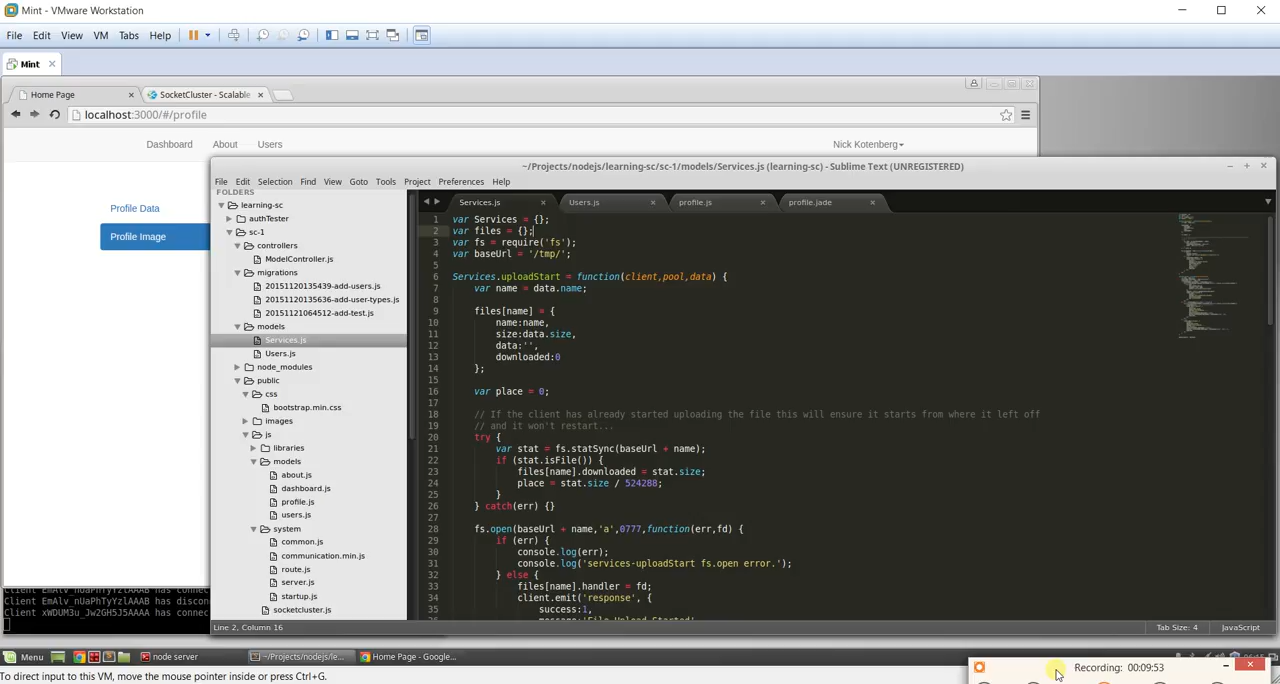 Mint - VMware Workstation
File Edit View VM Tabs Help
Mint
Home Page
SocketCluster - Scalable
localhost:3000/#/profile
Dashboard About Users Nick Kotenberg
Profile Data
Profile Image
~/Projects/nodejs/learning-sc/sc-1/models/Services.js (learning-sc) - Sublime Text (UNREGISTERED)
File Edit Selection Find View Goto Tools Project Preferences Help
FOLDERS
learning-sc
authTester
sc-1
controllers
ModelController.js
migrations
20151120135439-add-users.js
20151120135636-add-user-types.js
20151121064512-add-test.js
models
Services.js
Users.js
node_modules
public
css
bootstrap.min.css
images
js
libraries
models
about.js
dashboard.js
profile.js
users.js
system
common.js
communication.min.js
route.js
server.js
startup.js
socketcluster.js
Services.js Users.js profile.js profile.jade
1 var Services = {};
2 var files = {};
3 var fs = require('fs');
4 var baseUrl = '/tmp/';
5
6 Services.uploadStart = function(client,pool,data) {
7 var name = data.name;
8
9 files[name] = {
10 name:name,
11 size:data.size,
12 data:'',
13 downloaded:0
14 };
15
16 var place = 0;
17
18 // If the client has already started uploading the file this will ensure it starts from where it left off
19 // and it won't restart...
20 try {
21 var stat = fs.statSync(baseUrl + name);
22 if (stat.isFile()) {
23 files[name].downloaded = stat.size;
24 place = stat.size / 524288;
25 }
26 } catch(err) {}
27
28 fs.open(baseUrl + name,'a',0777,function(err,fd) {
29 if (err) {
30 console.log(err);
31 console.log('services-uploadStart fs.open error.');
32 } else {
33 files[name].handler = fd;
34 client.emit('response', {
35 success:1,
Client EmAlv_nUaPhTyYzlAAAB has connec
Client EmAlv_nUaPhTyYzlAAAB has discon
Client xWDUM3u_Jw2GH5J5AAAA has connec
Line 2, Column 16
Tab Size: 4 JavaScript
Menu
node server
~/Projects/nodejs/le...
Home Page - Google...
Recording: 00:09:53
To direct input to this VM, move the mouse pointer inside or press Ctrl+G.